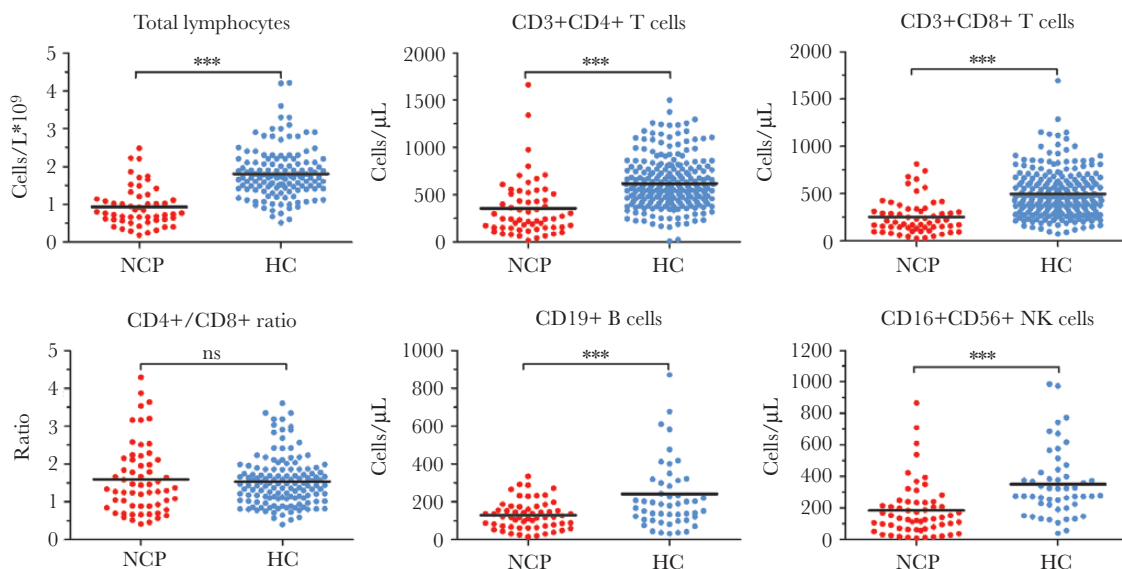 Total lymphocytes
Cells/L*10⁹
5
4
3
2
1
0
***
NCP
HC
CD3+CD4+ T cells
Cells/μL
2000
1500
1000
500
0
***
NCP
HC
CD3+CD8+ T cells
Cells/μL
2000
1500
1000
500
0
***
NCP
HC
CD4+/CD8+ ratio
Ratio
5
4
3
2
1
0
ns
NCP
HC
CD19+ B cells
Cells/μL
1000
800
600
400
200
0
***
NCP
HC
CD16+CD56+ NK cells
Cells/μL
1200
1000
800
600
400
200
0
***
NCP
HC